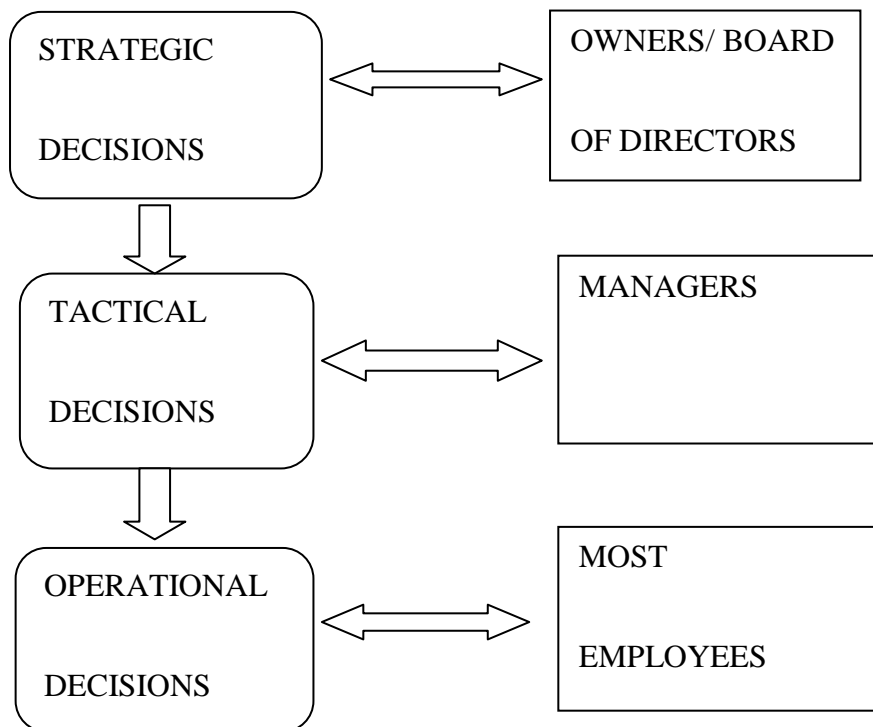 STRATEGIC
DECISIONS
OWNERS/ BOARD
OF DIRECTORS
TACTICAL
DECISIONS
MANAGERS
OPERATIONAL
DECISIONS
MOST
EMPLOYEES